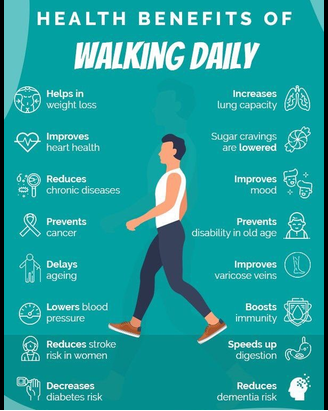 HEALTH BENEFITS OF
WALKING DAILY
Helps in
weight loss
Improves
heart health
Reduces
chronic diseases
Prevents
cancer
Delays
ageing
Lowers blood
pressure
Reduces stroke
risk in women
Decreases
diabetes risk
Increases
lung capacity
Sugar cravings
are lowered
Improves
mood
Prevents
disability in old age
Improves
varicose veins
Boosts
immunity
Speeds up
digestion
Reduces
dementia risk